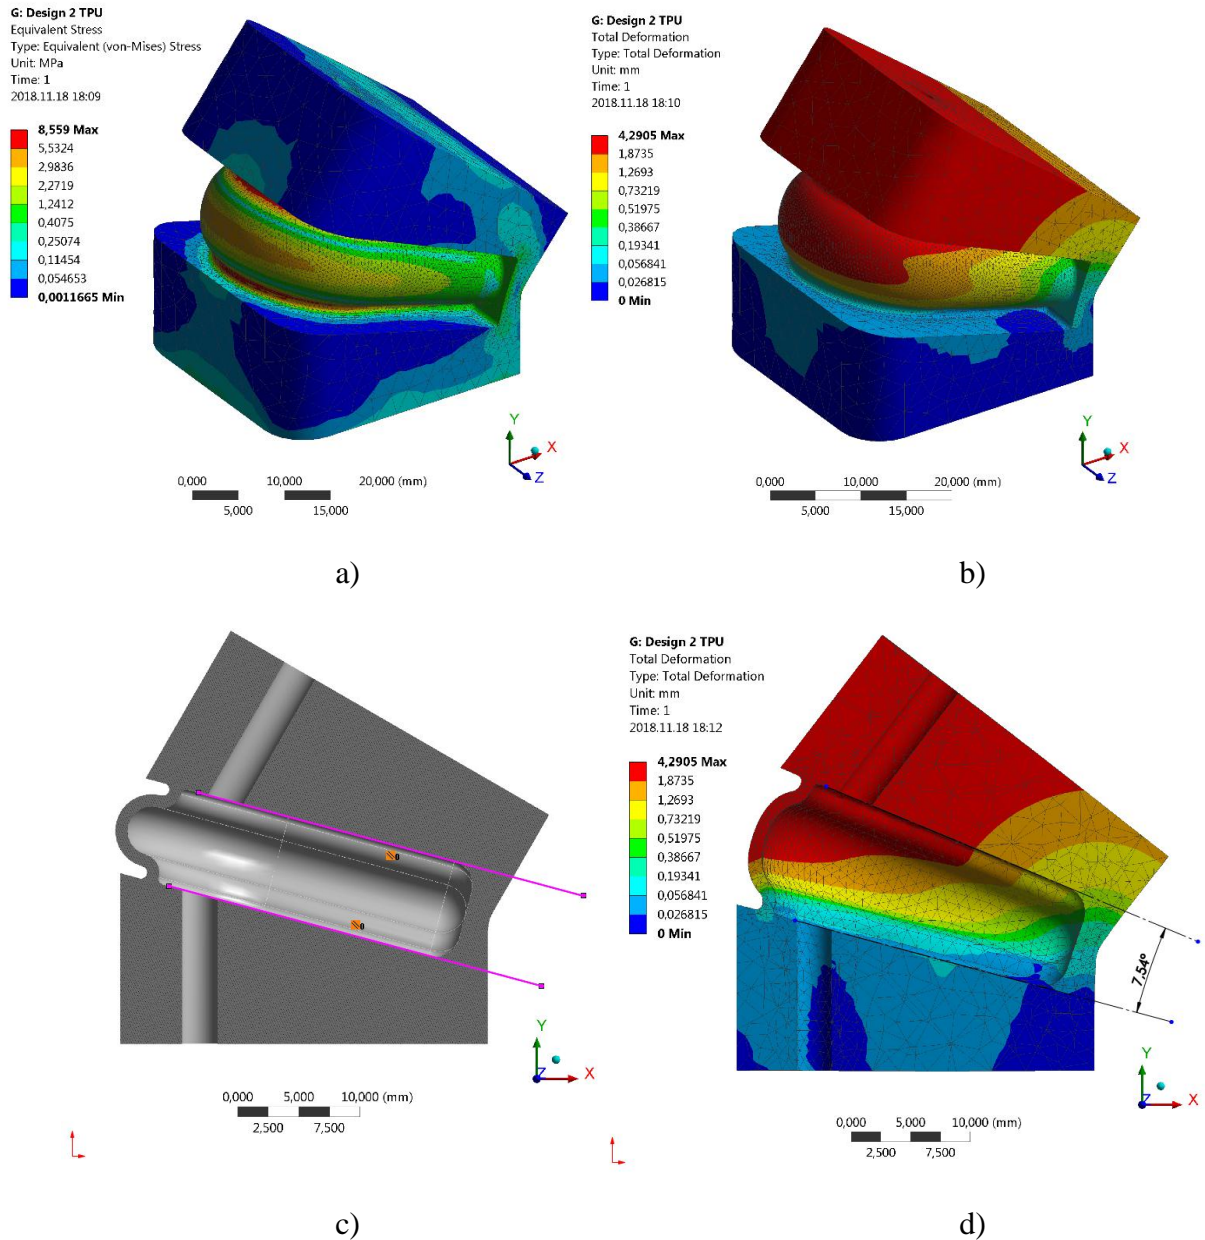 G: Design 2 TPU
Equivalent Stress
Type: Equivalent (von-Mises) Stress
Unit: MPa
Time: 1
2018.11.18 18:09
8,559 Max
5,5324
2,9836
2,2719
1,2412
0,4075
0,25074
0,11454
0,054653
0,0011665 Min
Y
X
Z
0,000 10,000 20,000 (mm)
5,000 15,000
a)
G: Design 2 TPU
Total Deformation
Type: Total Deformation
Unit: mm
Time: 1
2018.11.18 18:10
4,2905 Max
1,8735
1,2693
0,73219
0,51975
0,38667
0,19341
0,056841
0,026815
0 Min
Y
X
Z
0,000 10,000 20,000 (mm)
5,000 15,000
b)
0
0
Y
Z X
0,000 5,000 10,000 (mm)
2,500 7,500
c)
G: Design 2 TPU
Total Deformation
Type: Total Deformation
Unit: mm
Time: 1
2018.11.18 18:12
4,2905 Max
1,8735
1,2693
0,73219
0,51975
0,38667
0,19341
0,056841
0,026815
0 Min
7,54°
Y
Z X
0,000 5,000 10,000 (mm)
2,500 7,500
d)